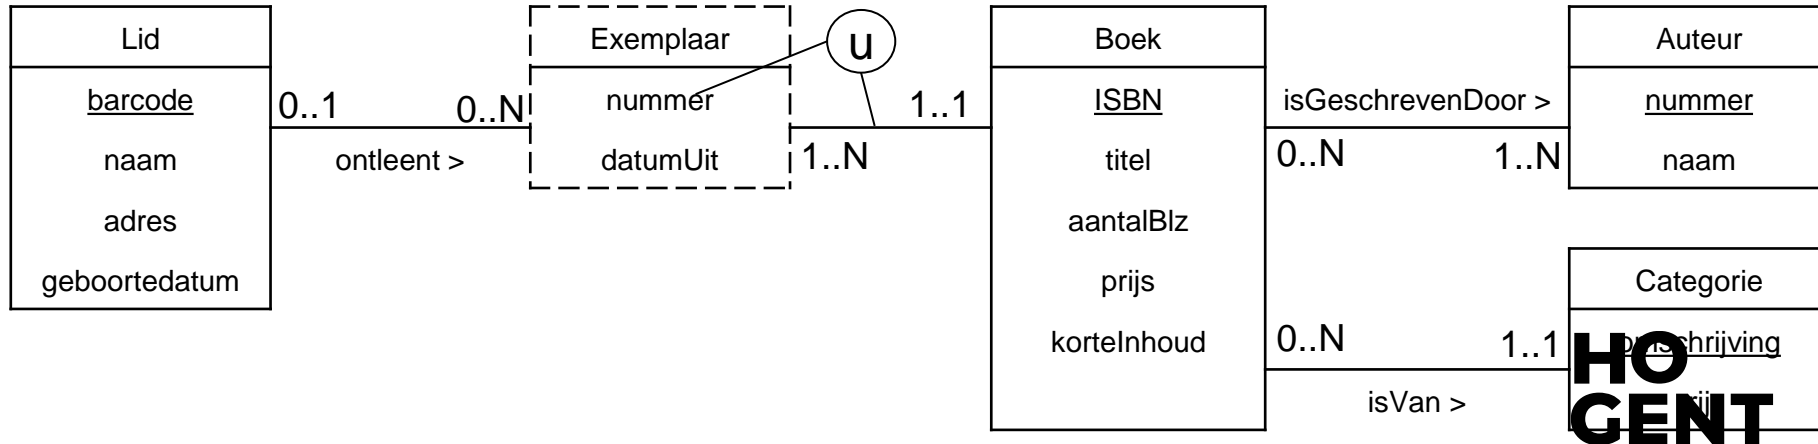 Lid
barcode
naam
adres
geboortedatum
0..1
0..N
ontleent >
Exemplaar
nummer
datumUit
u
1..N
1..1
Boek
ISBN
titel
aantalBlz
prijs
korteInhoud
isGeschrevenDoor >
0..N
1..N
Auteur
nummer
naam
0..N
1..1
isVan >
Categorie
HO
GENT